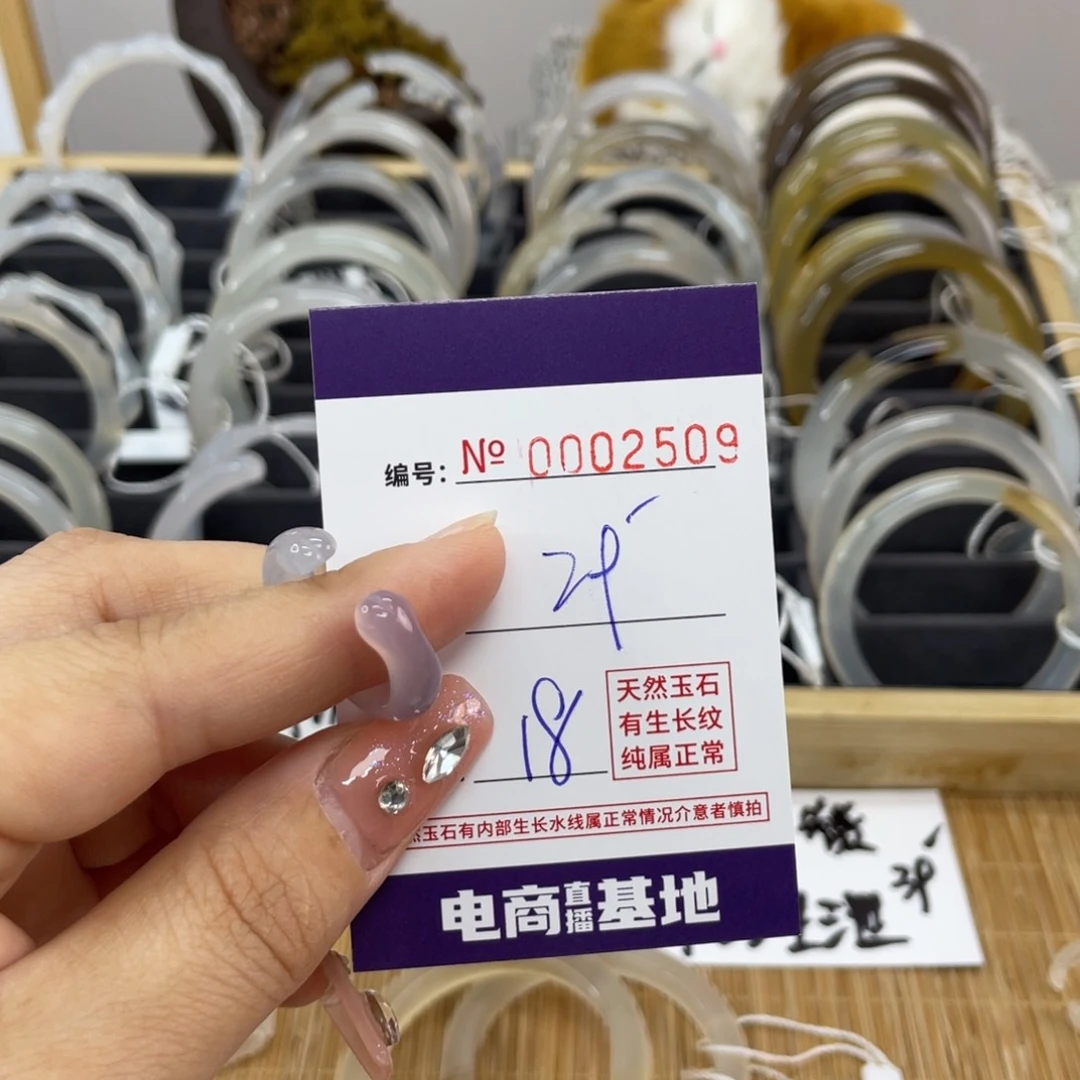 编号: № 0002509
18
天然玉石
有生长纹
纯属正常
玉石有内部生长水线属正常情况介意者慎拍
电商直播基地